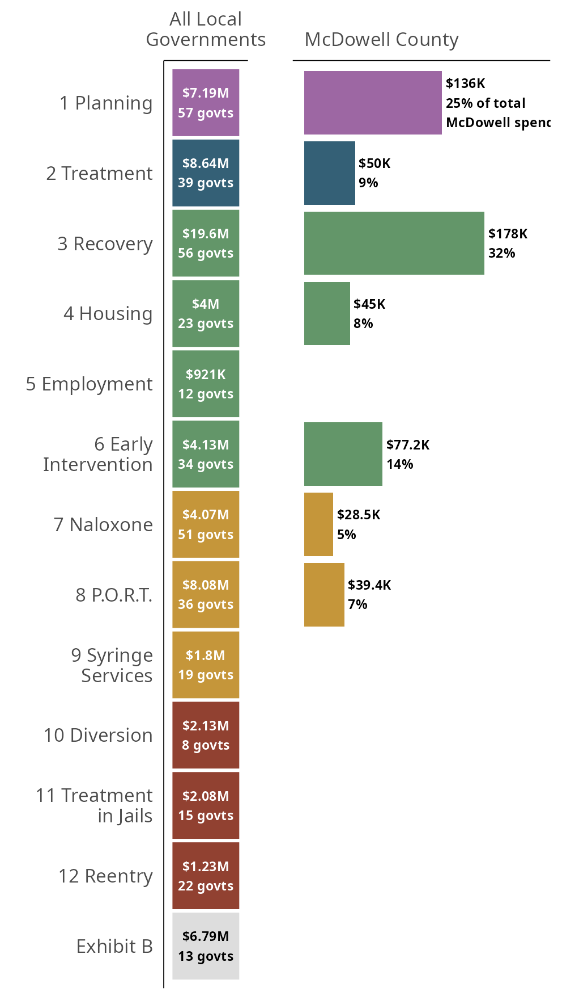 All Local
Governments
McDowell County
1 Planning
$7.19M
57 govts
$136K
25% of total
McDowell
2 Treatment
$8.64M
39 govts
$50K
9%
3 Recovery
$19.6M
56 govts
$178K
32%
4 Housing
$4M
23 govts
$45K
8%
5 Employment
$921K
12 govts
6 Early
Intervention
$4.13M
34 govts
$77.2K
14%
7 Naloxone
$4.07M
51 govts
$28.5K
5%
8 P.O.R.T.
$8.08M
36 govts
$39.4K
7%
9 Syringe
Services
$1.8M
19 govts
10 Diversion
$2.13M
8 govts
11 Treatment
in Jails
$2.08M
15 govts
12 Reentry
$1.23M
22 govts
Exhibit B
$6.79M
13 govts